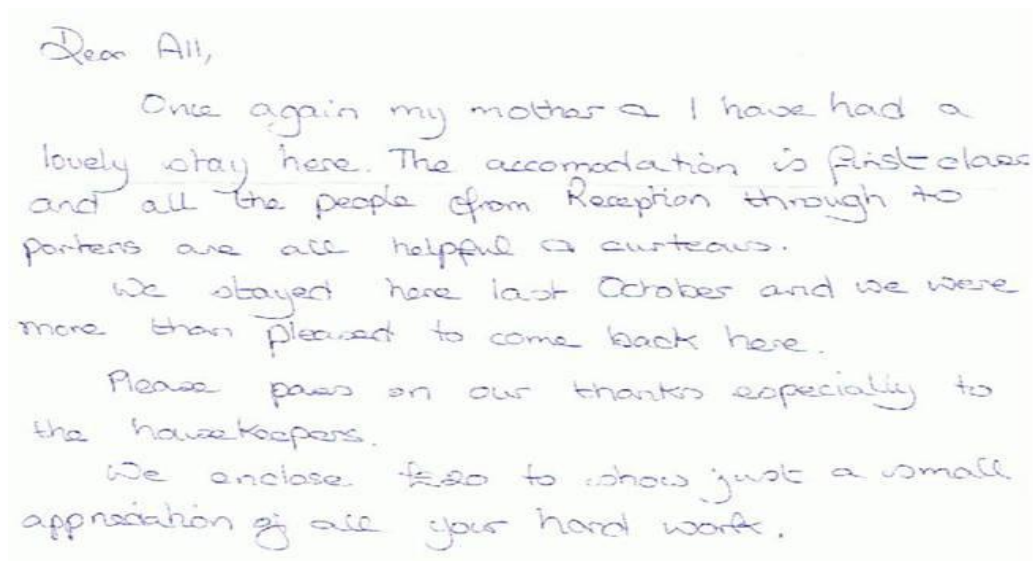 Dear All,
Once again my mother & I have had a
lovely stay here. The accomodation is first class
and all the people from Reception through to
porters are all helpful & curteous.
We stayed here last October and we were
more than pleased to come back here.
Please pass on our thanks especially to
the housekeepers.
We enclose £20 to show just a small
appreciation of all your hard work.